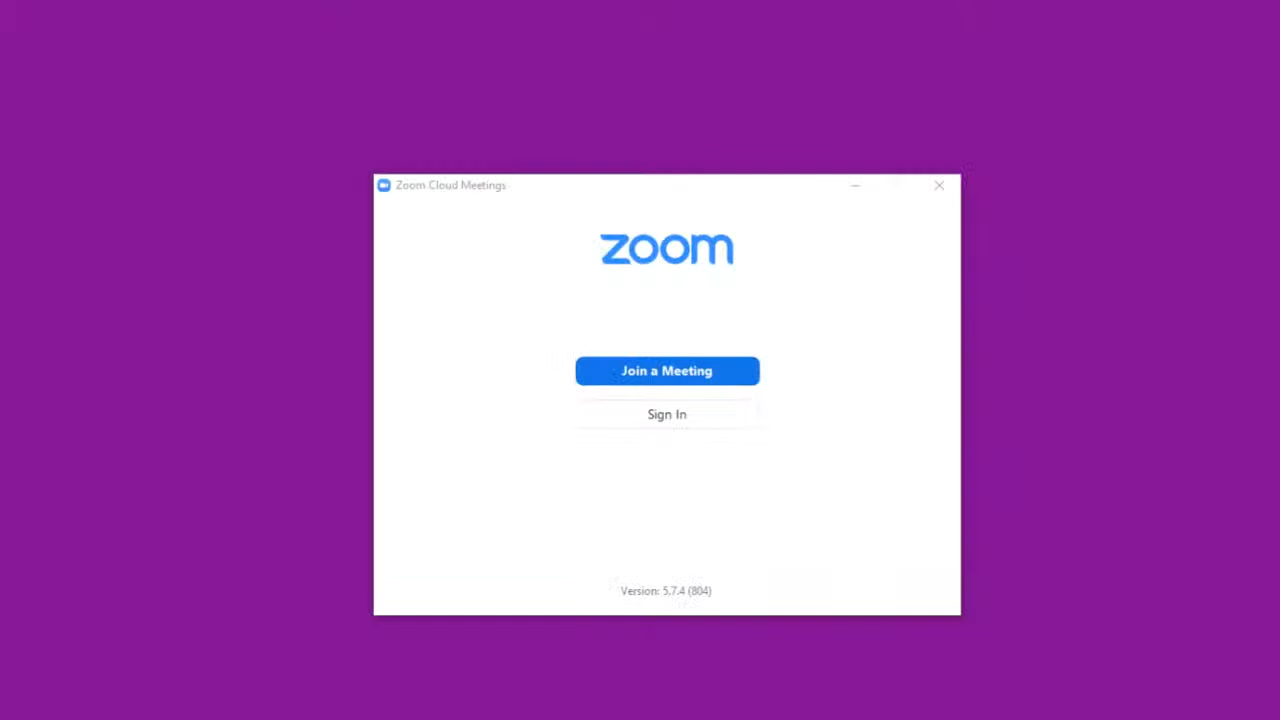 Zoom Cloud Meetings
zoom
Join a Meeting
Sign In
Version: 5.7.4 (804)